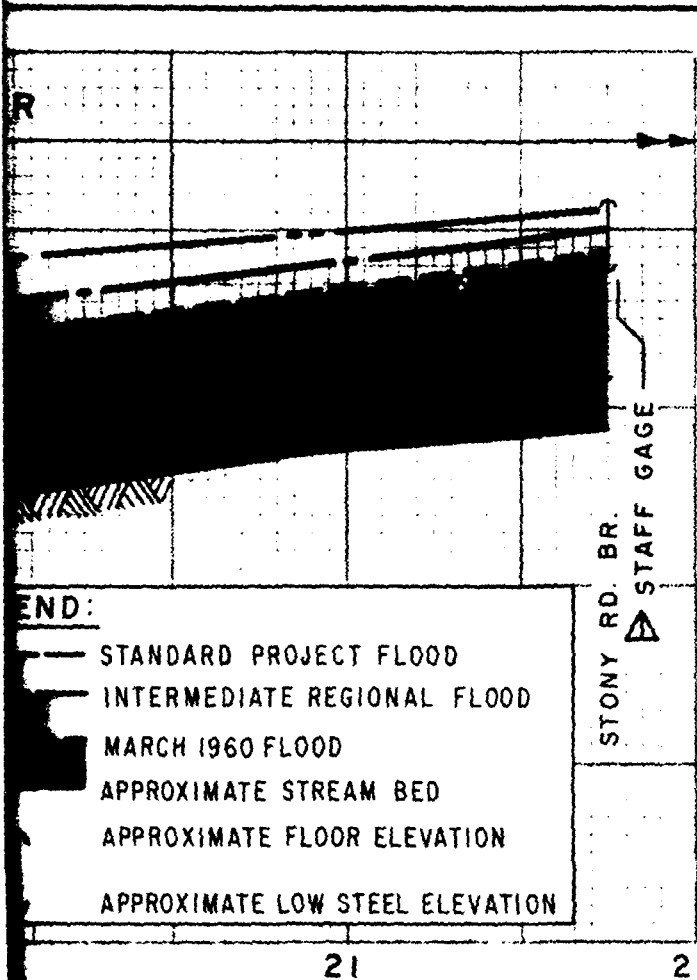 R
END:
STANDARD PROJECT FLOOD
INTERMEDIATE REGIONAL FLOOD
MARCH 1960 FLOOD
APPROXIMATE STREAM BED
APPROXIMATE FLOOR ELEVATION
APPROXIMATE LOW STEEL ELEVATION
STONY RD. BR.
STAFF GAGE
21
2